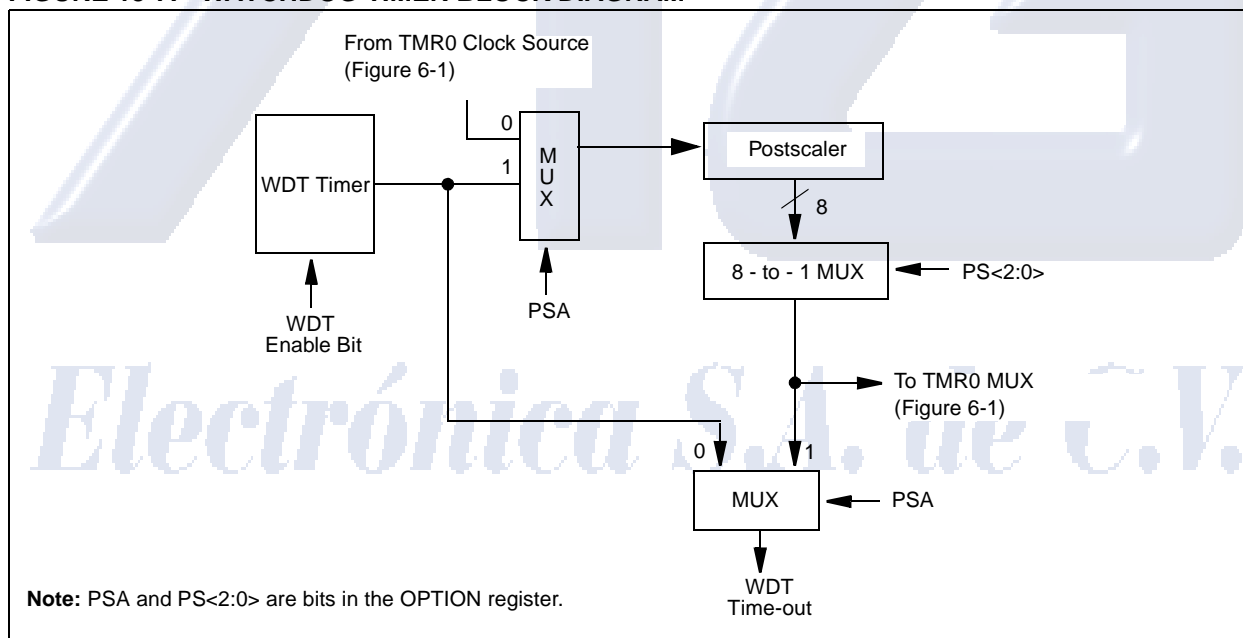 From TMR0 Clock Source
(Figure 6-1)
0
1
M
U
X
WDT Timer
Postscaler
8
8 - to - 1 MUX
PS<2:0>
PSA
WDT
Enable Bit
To TMR0 MUX
(Figure 6-1)
Electrónica S.A. de C.V.
0
1
MUX
PSA
WDT
Time-out
Note: PSA and PS<2:0> are bits in the OPTION register.